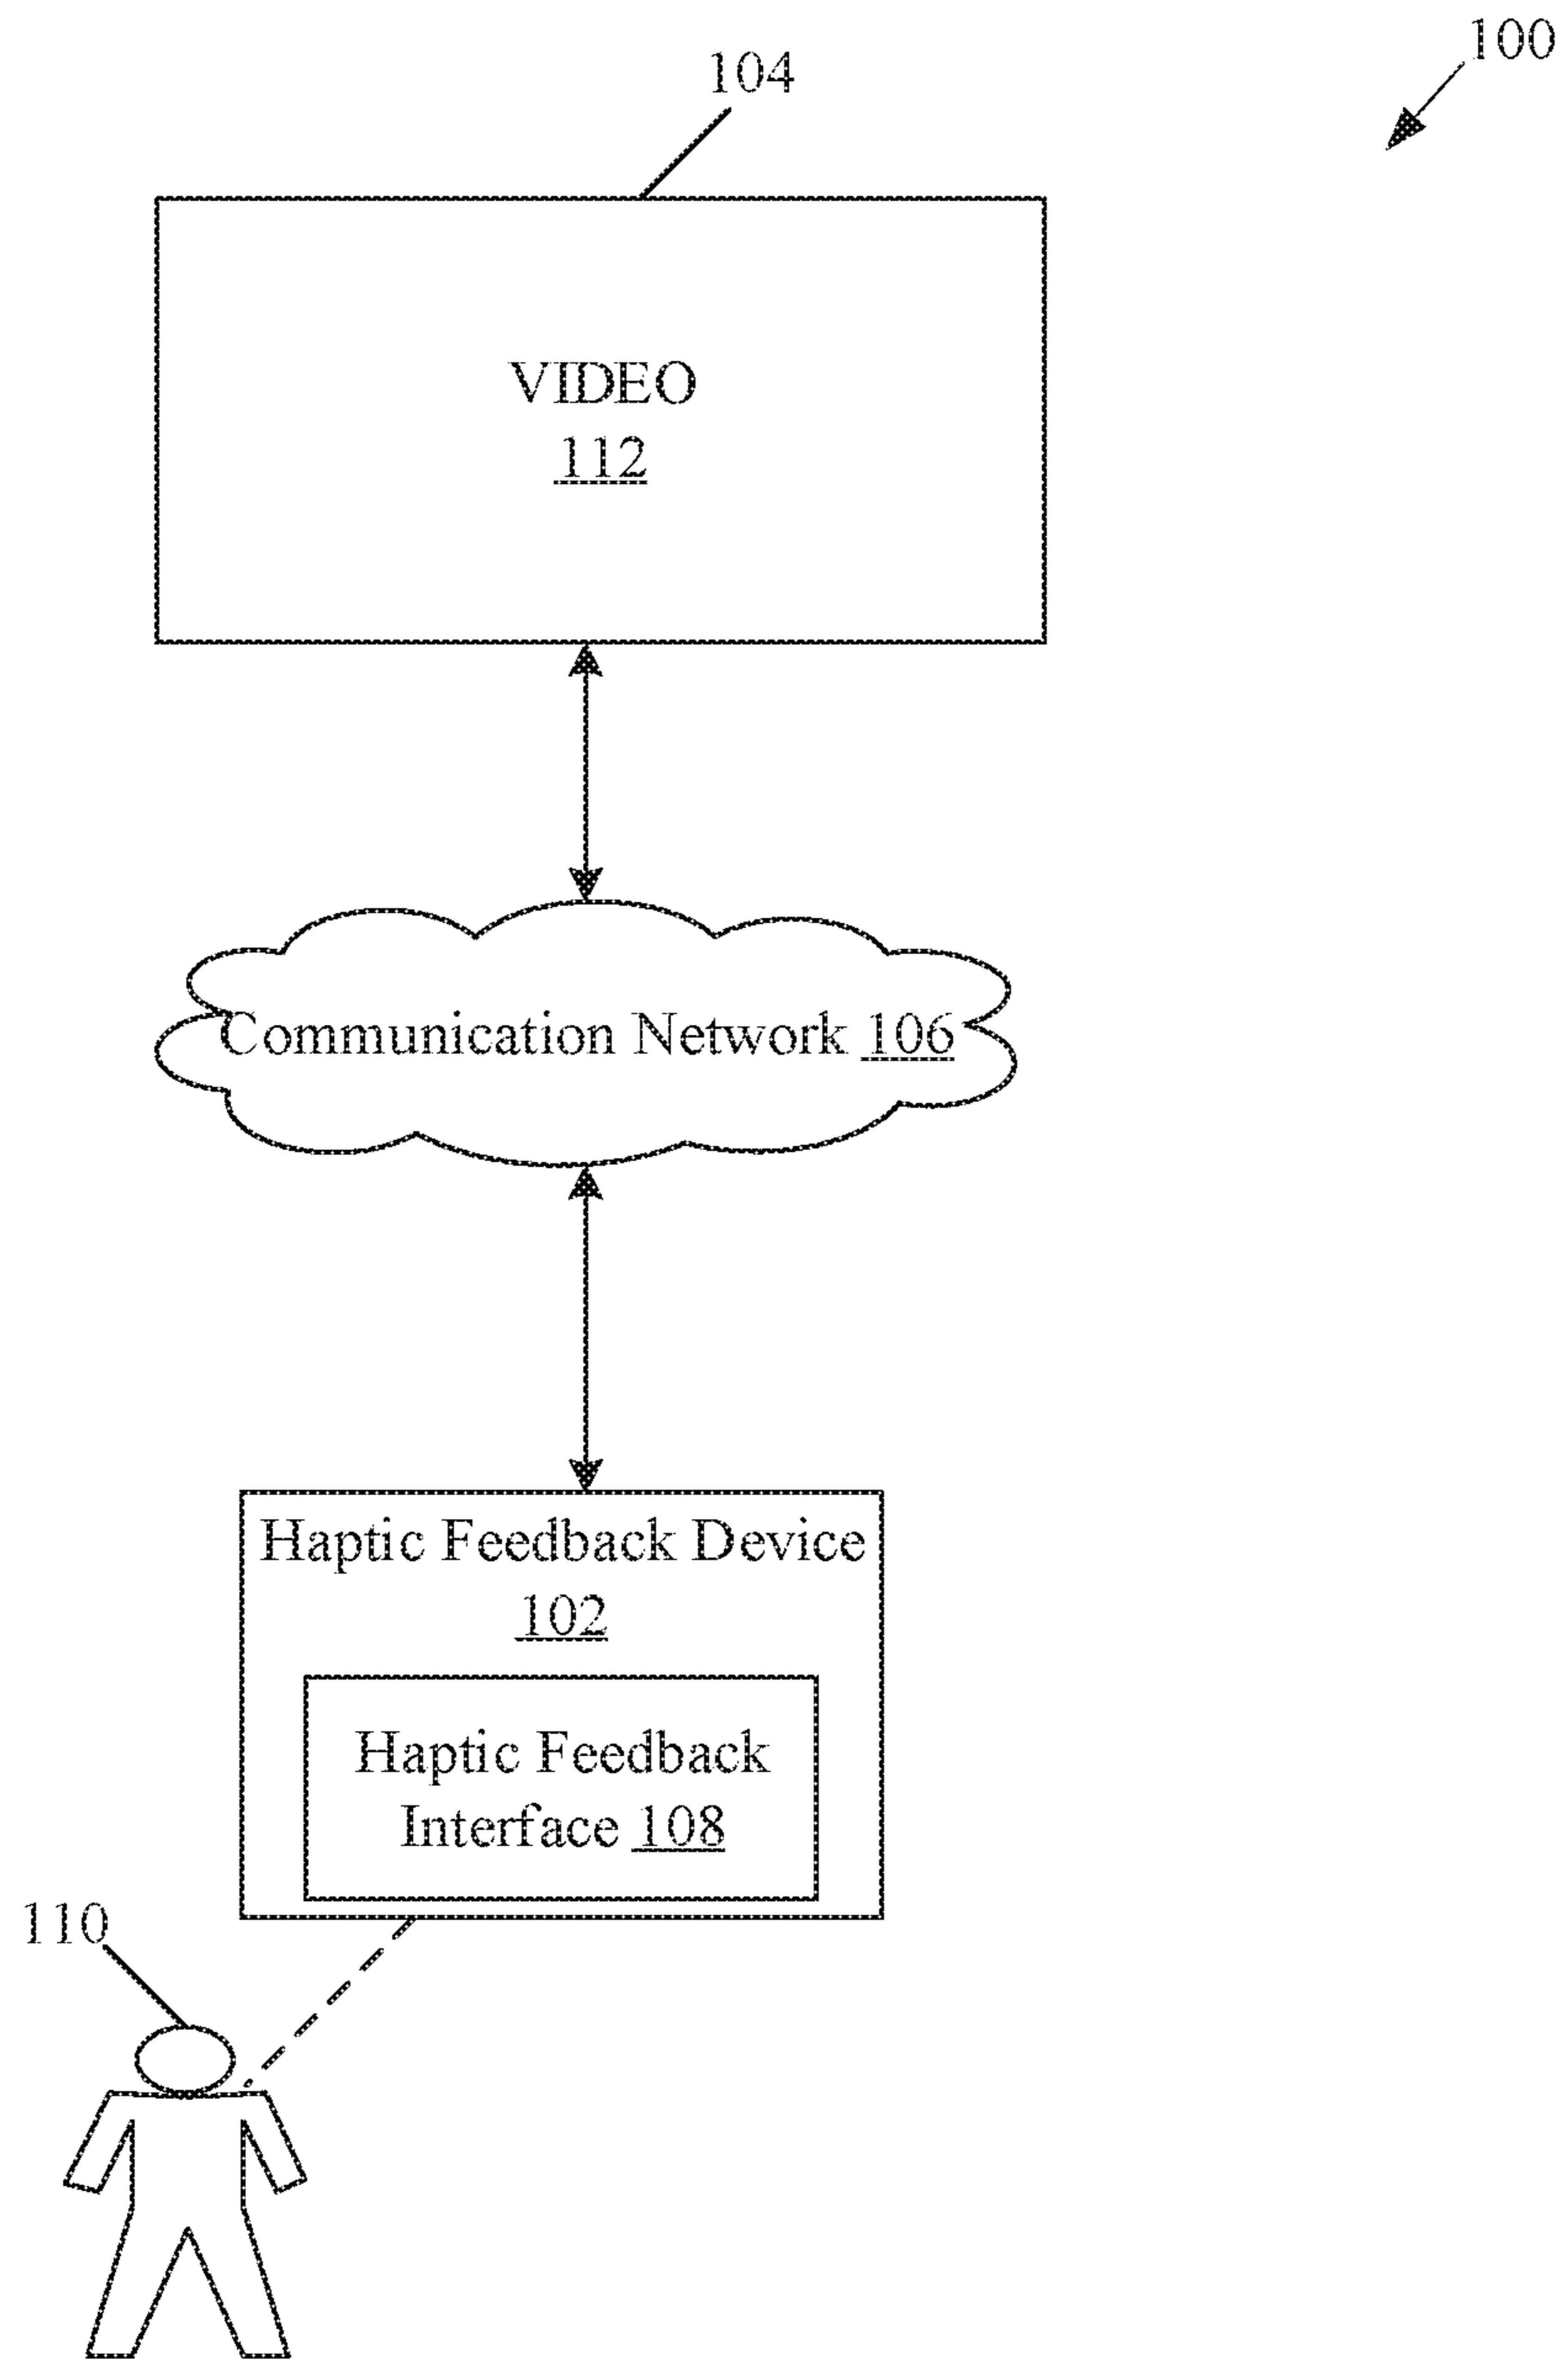 100
104
VIDEO
112
Communication Network 106
Haptic Feedback Device
102
Haptic Feedback
Interface 108
110